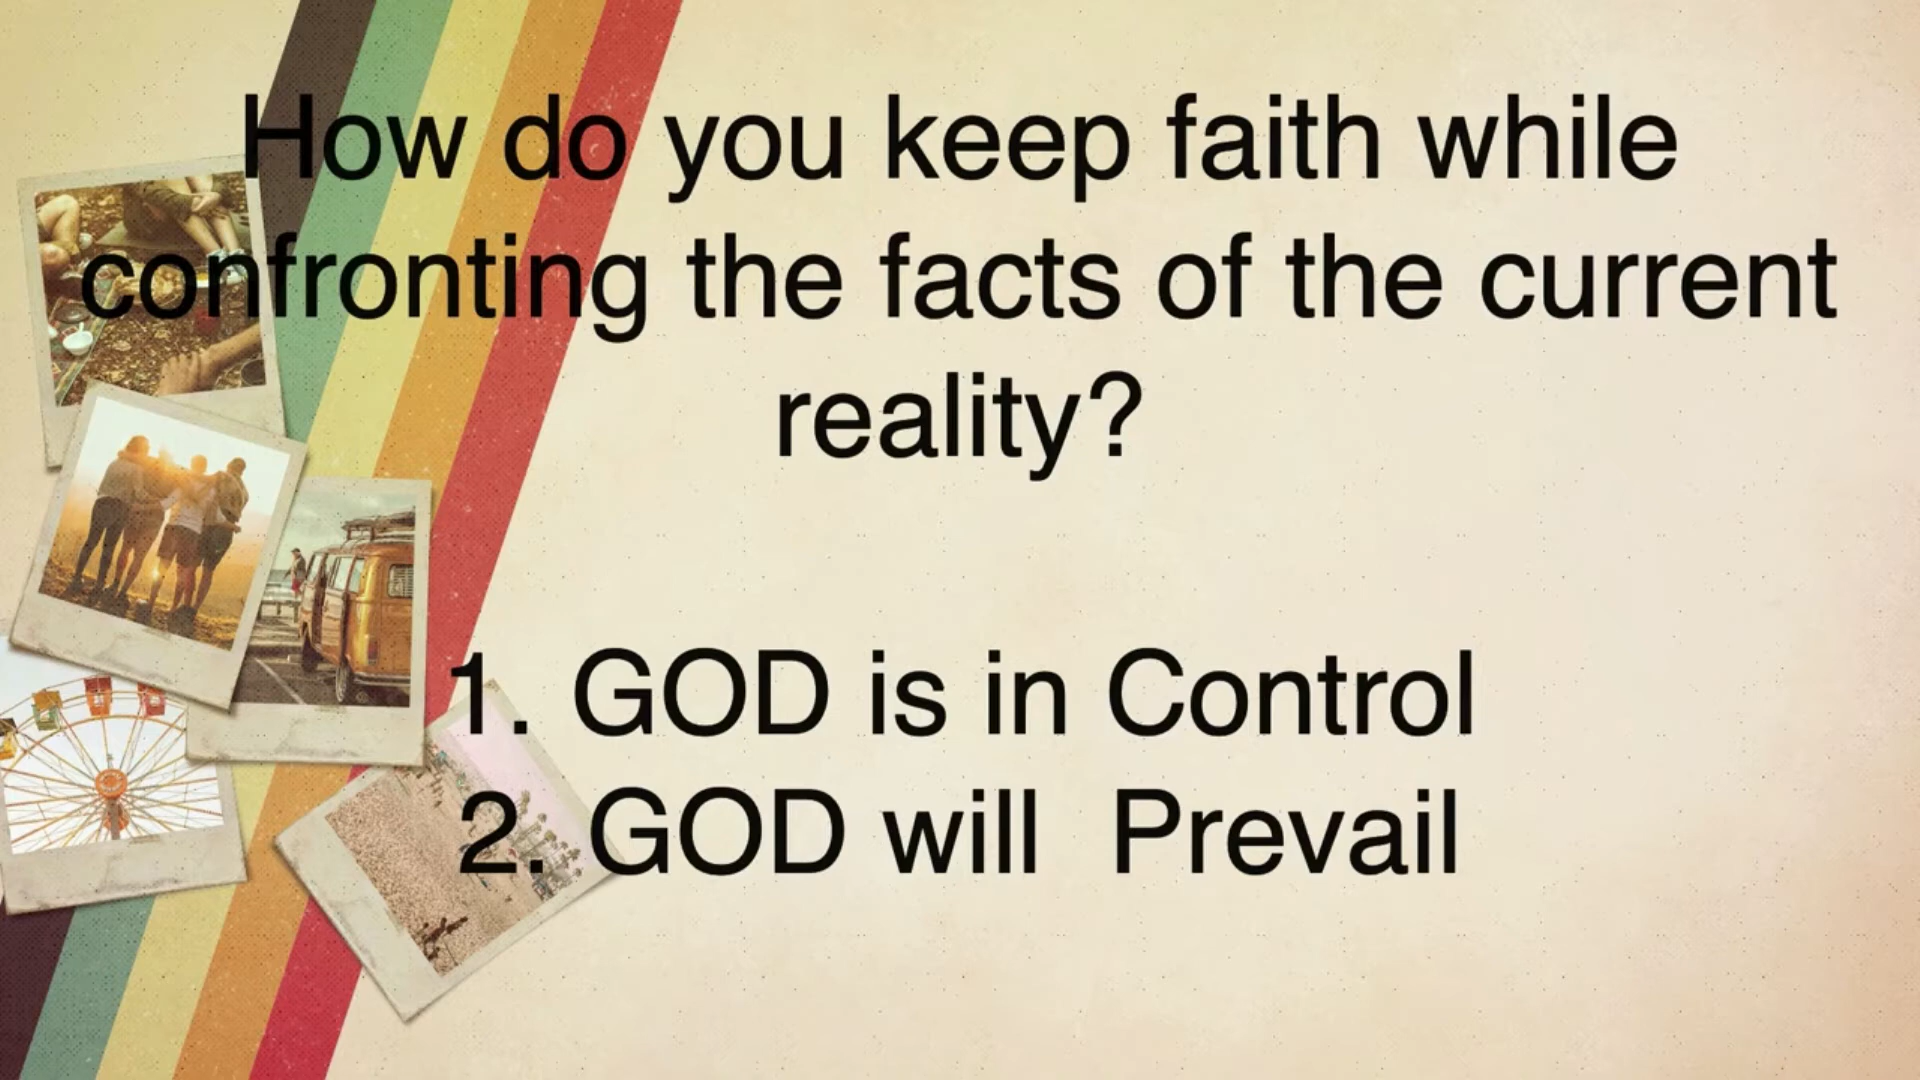 How do you keep faith while
confronting the facts of the current
reality?
1. GOD is in Control
2. GOD will  Prevail